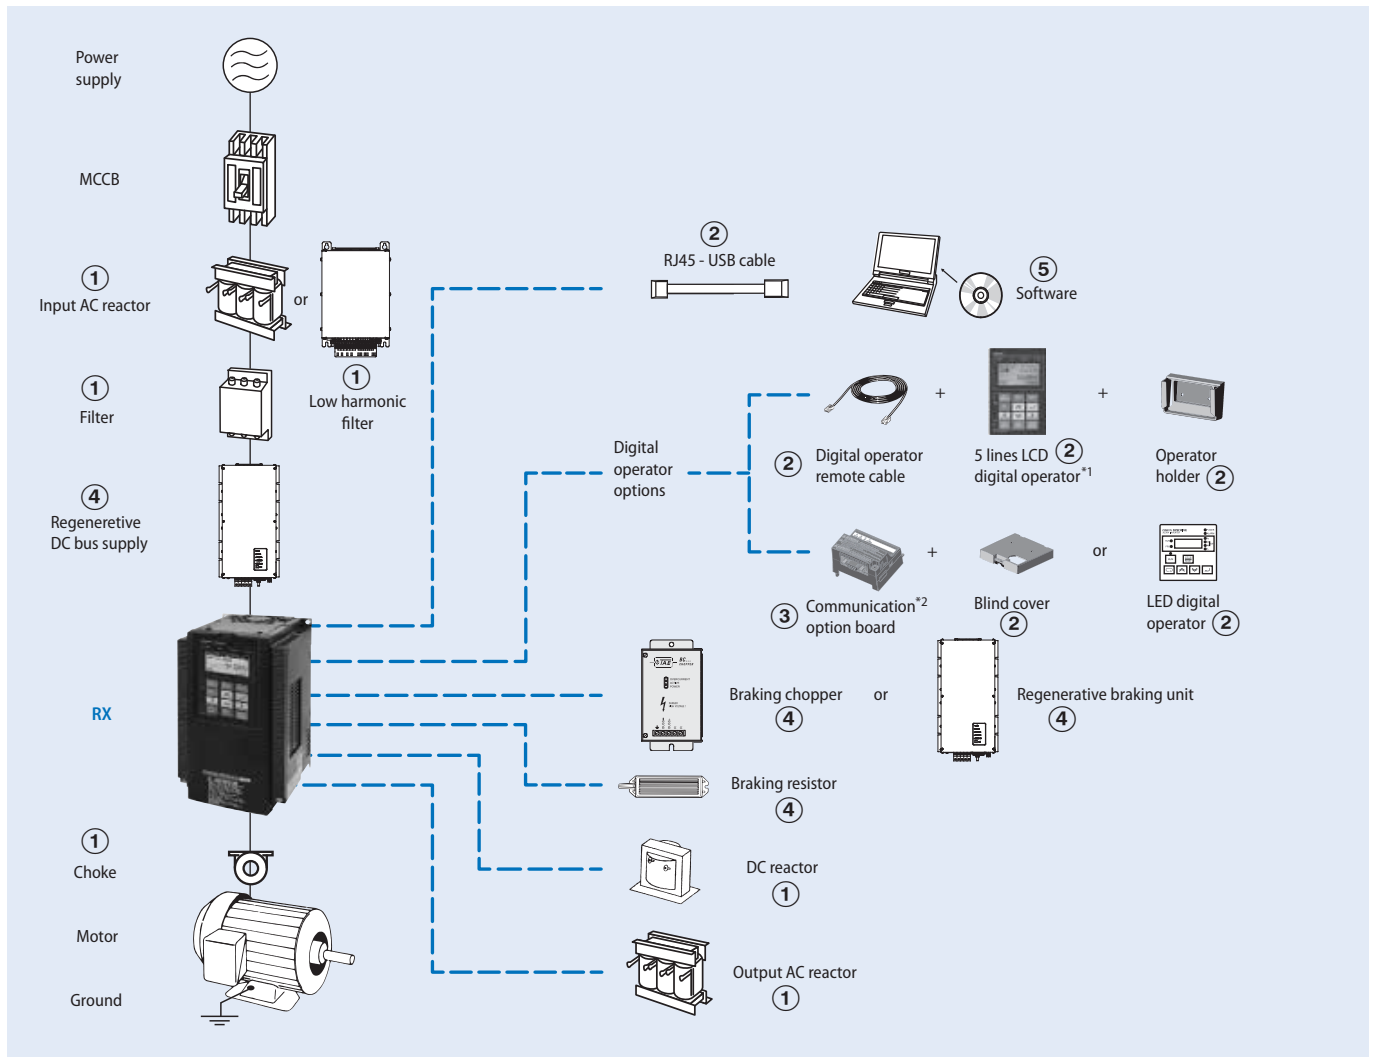 Power
supply
MCCB
1
Input AC reactor
or
1
Low harmonic
filter
1
Filter
4
Regeneretive
DC bus supply
RX
1
Choke
Motor
Ground
2
RJ45 - USB cable
5
Software
Digital
operator
options
+
+
2 Digital operator
remote cable
5 lines LCD 2
digital operator*1
Operator
holder 2
+
or
3 Communication*2
option board
Blind cover
2
LED digital
operator 2
Braking chopper
4
or
Regenerative braking unit
4
Braking resistor
4
DC reactor
1
Output AC reactor
1